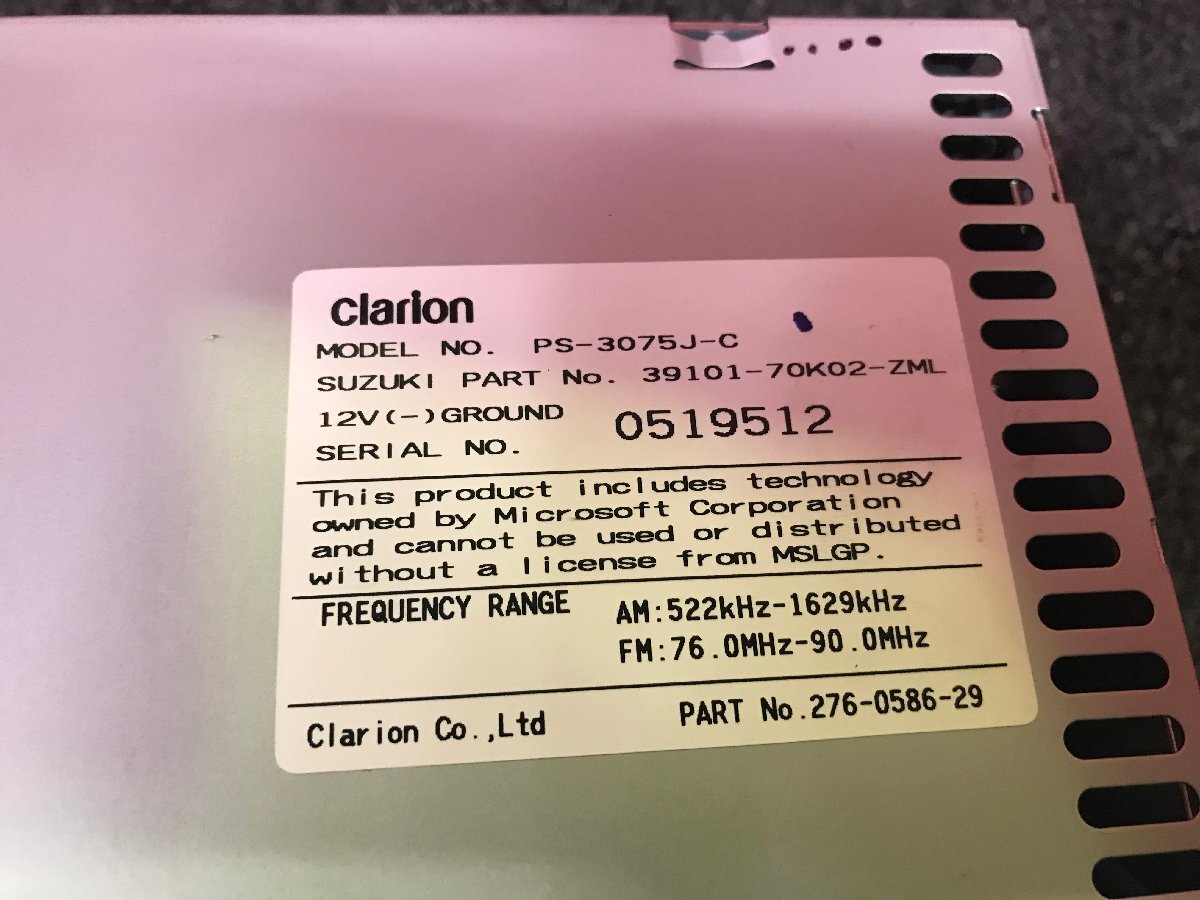 clarion
MODEL NO. PS-3075J-C
SUZUKI PART No. 39101-70K02-ZML
12V(-)GROUND
SERIAL NO. 0519512
This product includes technology
owned by Microsoft Corporation
and cannot be used or distributed
without a license from MSLGP.
FREQUENCY RANGE AM:522kHz-1629kHz
FM:76.0MHz-90.0MHz
Clarion Co.,Ltd PART No.276-0586-29